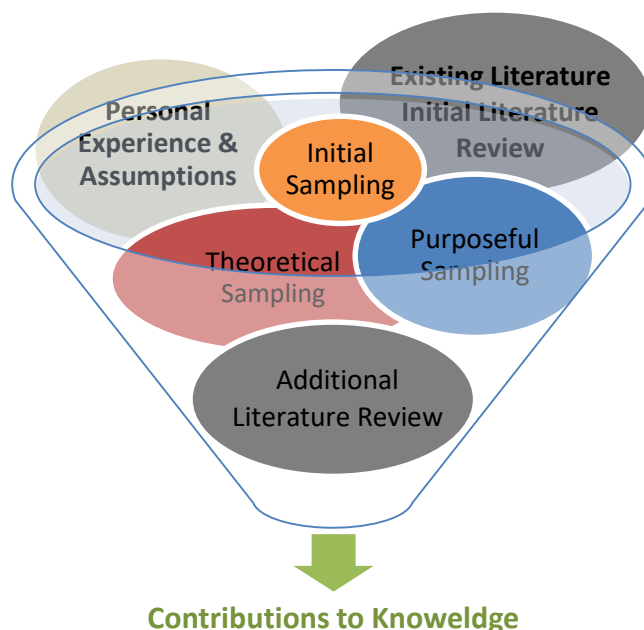 Personal
Experience &
Assumptions
Existing Literature
Initial Literature
Review
Initial
Sampling
Theoretical
Sampling
Purposeful
Sampling
Additional
Literature Review
Contributions to Knoweldge